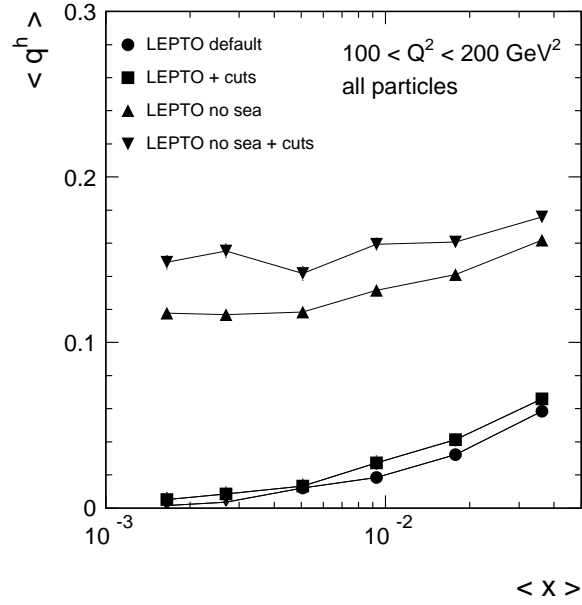 < q^h >
0.3
0.2
0.1
0
LEPTO default
LEPTO + cuts
LEPTO no sea
LEPTO no sea + cuts
100 < Q^2 < 200 GeV^2
all particles
10^-3
10^-2
< x >